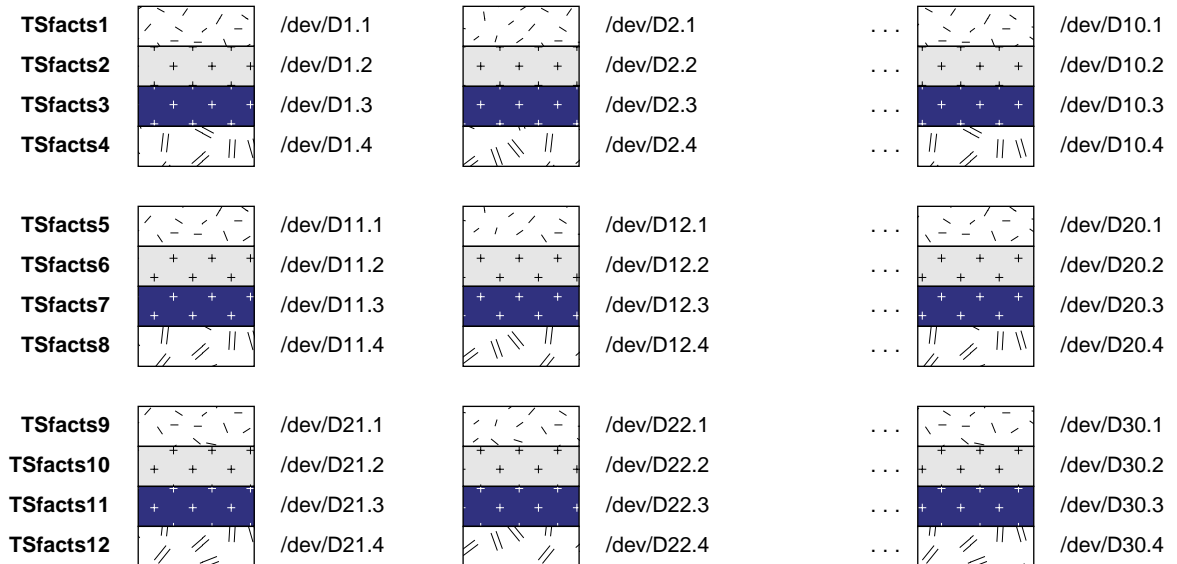 TSfacts1 /dev/D1.1 /dev/D2.1 . . . /dev/D10.1
TSfacts2 /dev/D1.2 /dev/D2.2 . . . /dev/D10.2
TSfacts3 /dev/D1.3 /dev/D2.3 . . . /dev/D10.3
TSfacts4 /dev/D1.4 /dev/D2.4 . . . /dev/D10.4
TSfacts5 /dev/D11.1 /dev/D12.1 . . . /dev/D20.1
TSfacts6 /dev/D11.2 /dev/D12.2 . . . /dev/D20.2
TSfacts7 /dev/D11.3 /dev/D12.3 . . . /dev/D20.3
TSfacts8 /dev/D11.4 /dev/D12.4 . . . /dev/D20.4
TSfacts9 /dev/D21.1 /dev/D22.1 . . . /dev/D30.1
TSfacts10 /dev/D21.2 /dev/D22.2 . . . /dev/D30.2
TSfacts11 /dev/D21.3 /dev/D22.3 . . . /dev/D30.3
TSfacts12 /dev/D21.4 /dev/D22.4 . . . /dev/D30.4